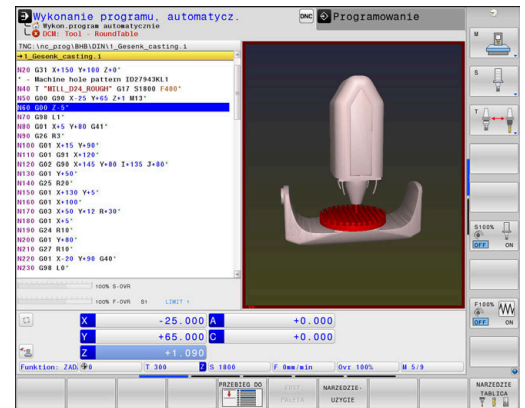 Wykonanie programu, automatycz.
Wykon.program automatycznie
DCM: Tool - RoundTable
DNC
Programowanie
TNC:\nc_prog\BHB\DIN\1_Gesenk_casting.i
→1_Gesenk_casting.i
N20 G31 X+150 Y+100 Z+0*
* - Machine hole pattern ID27943KL1
N40 T "MILL_D24_ROUGH" G17 S1800 F400*
N50 G00 G90 X-25 Y+65 Z+1 M13*
N60 G00 Z-5*
N70 G98 L1*
N80 G01 X+5 Y+80 G41*
N90 G26 R3*
N100 G01 X+15 Y+90*
N110 G01 G91 X+120*
N120 G02 G90 X+145 Y+80 I+135 J+80*
N130 G01 Y+50*
N140 G25 R20*
N150 G01 X+130 Y+5*
N160 G01 X+100*
N170 G03 X+50 Y+12 R+30*
N180 G01 X+5*
N190 G24 R10*
N200 G01 Y+80*
N210 G27 R10*
N220 G01 X-20 Y+90 G40*
N230 G98 L0*
100% S-OVR
100% F-OVR S1 LIMIT 1
X -25.000 A +0.000
Y +65.000 C +0.000
Z +1.090
T 300 Z S 1800 F 0mm/min Ovr 100% M 5/9
M
S
T
S100%
OFF ON
F100%
OFF ON
PRZEBIEG DO
EDYT.
PALETA
NARZEDZIE-
UZYCIE
NARZEDZIE
TABLICA